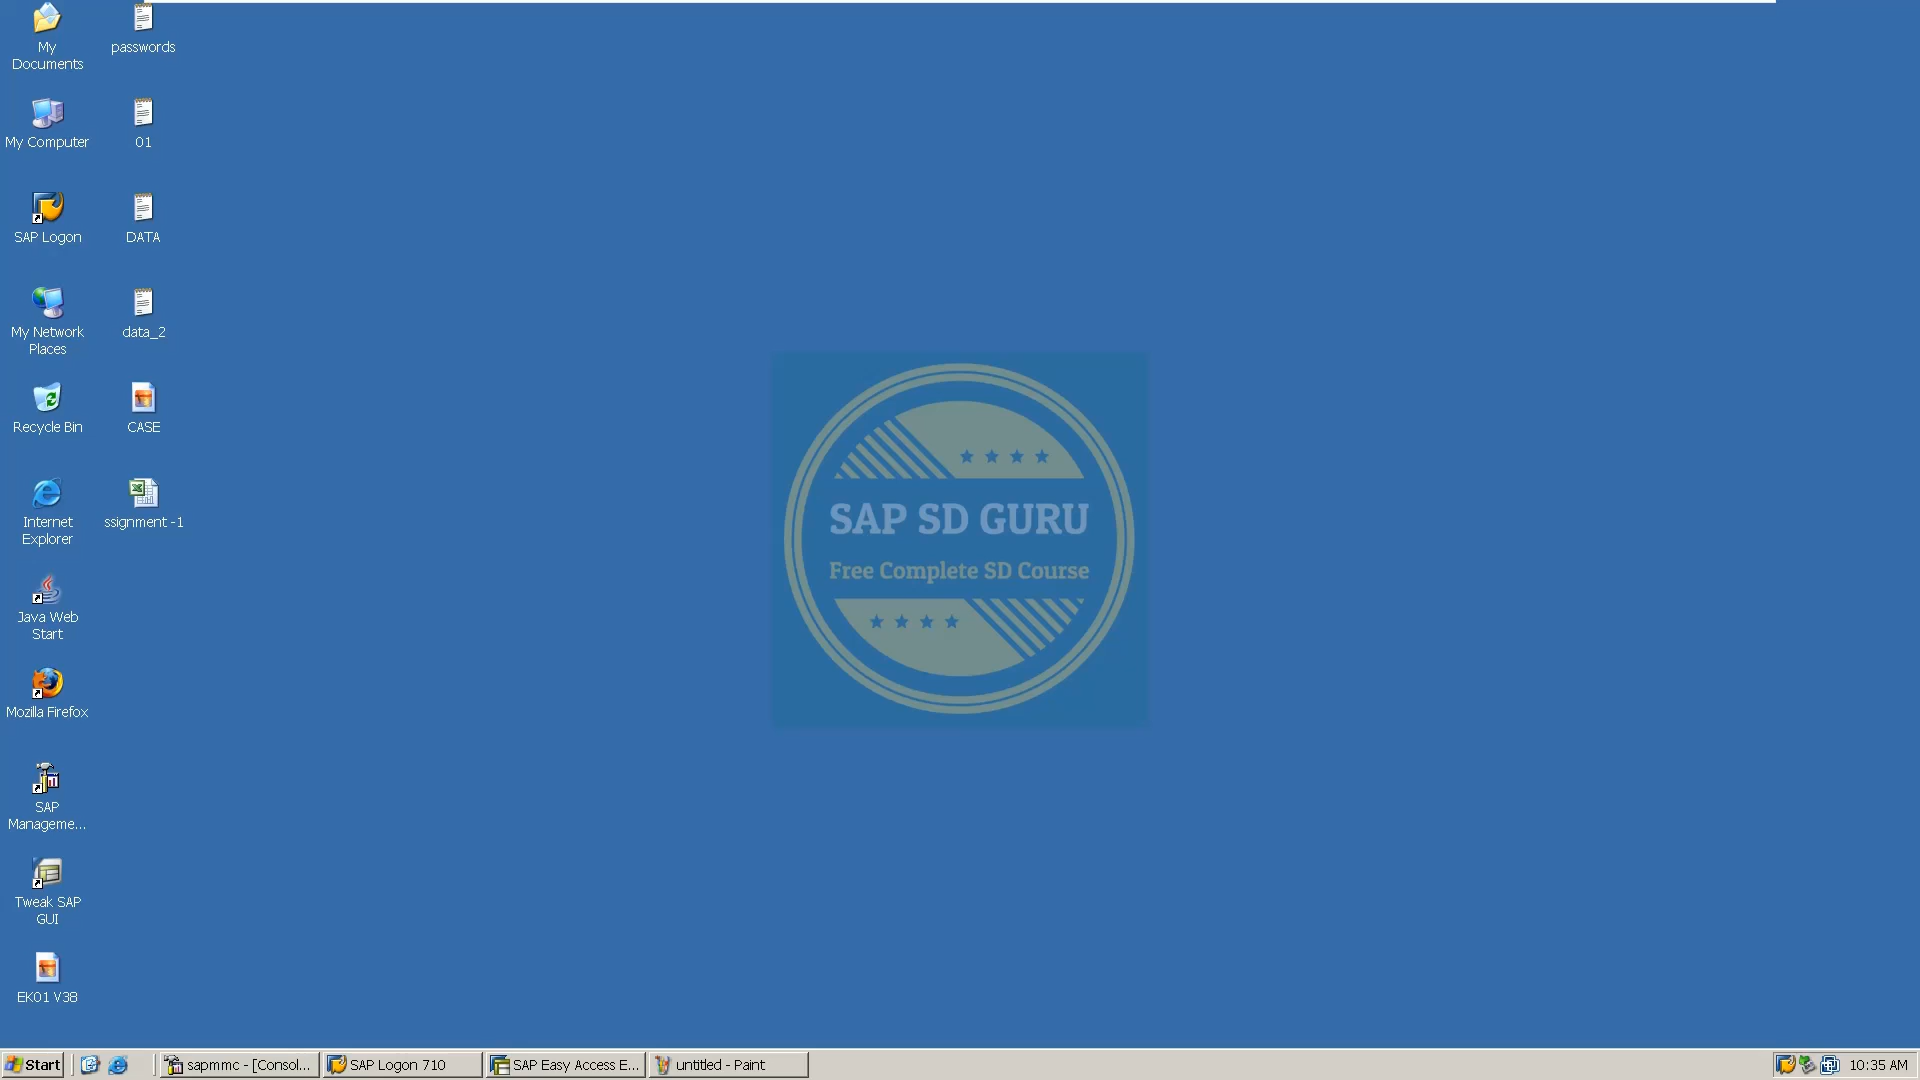 My
Documents
passwords
My Computer
01
SAP Logon
DATA
My Network
Places
data_2
Recycle Bin
CASE
Internet
Explorer
ssignment -1
Java Web
Start
Mozilla Firefox
SAP
Manageme...
Tweak SAP
GUI
EK01 V38
SAP SD GURU
Free Complete SD Course
Start
sapmmc - [Consol...
SAP Logon 710
SAP Easy Access E...
untitled - Paint
10:35 AM